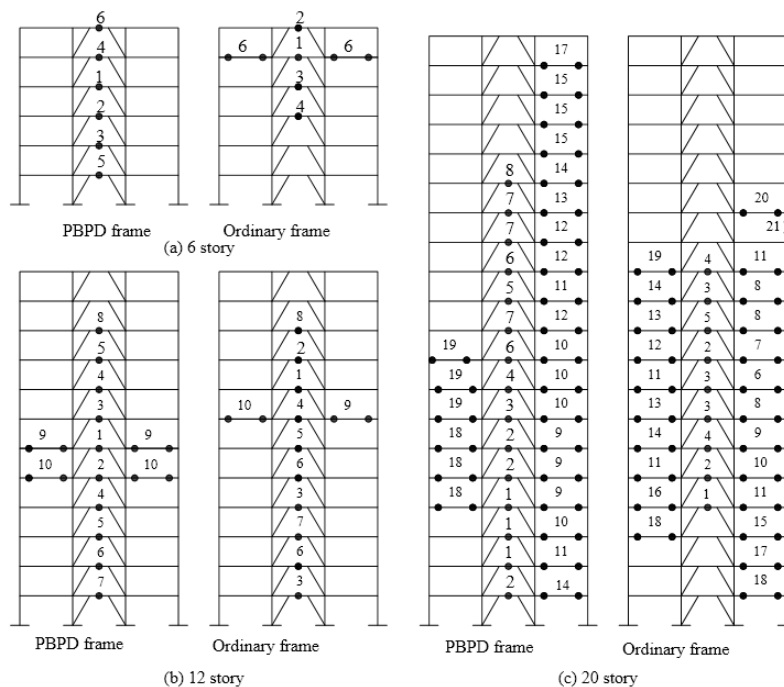 6
4
1
2
3
5
PBPD frame
2
6 1 6
3
4
Ordinary frame
(a) 6 story
8
5
4
3
9 1 9
10 2 10
4
5
6
7
PBPD frame
8
2
1
10 4 9
5
6
3
7
6
3
Ordinary frame
(b) 12 story
17
15
15
15
8 14
7 13
7 12
6 12
5 11
7 12
19 6 10
19 4 10
19 3 10
18 2 9
18 2 9
18 1 9
1 10
1 11
2 14
PBPD frame
20
21
19 4 11
14 3 8
13 5 8
12 2 7
11 3 6
13 3 8
14 4 9
11 2 10
16 1 11
18 15
17
18
Ordinary frame
(c) 20 story